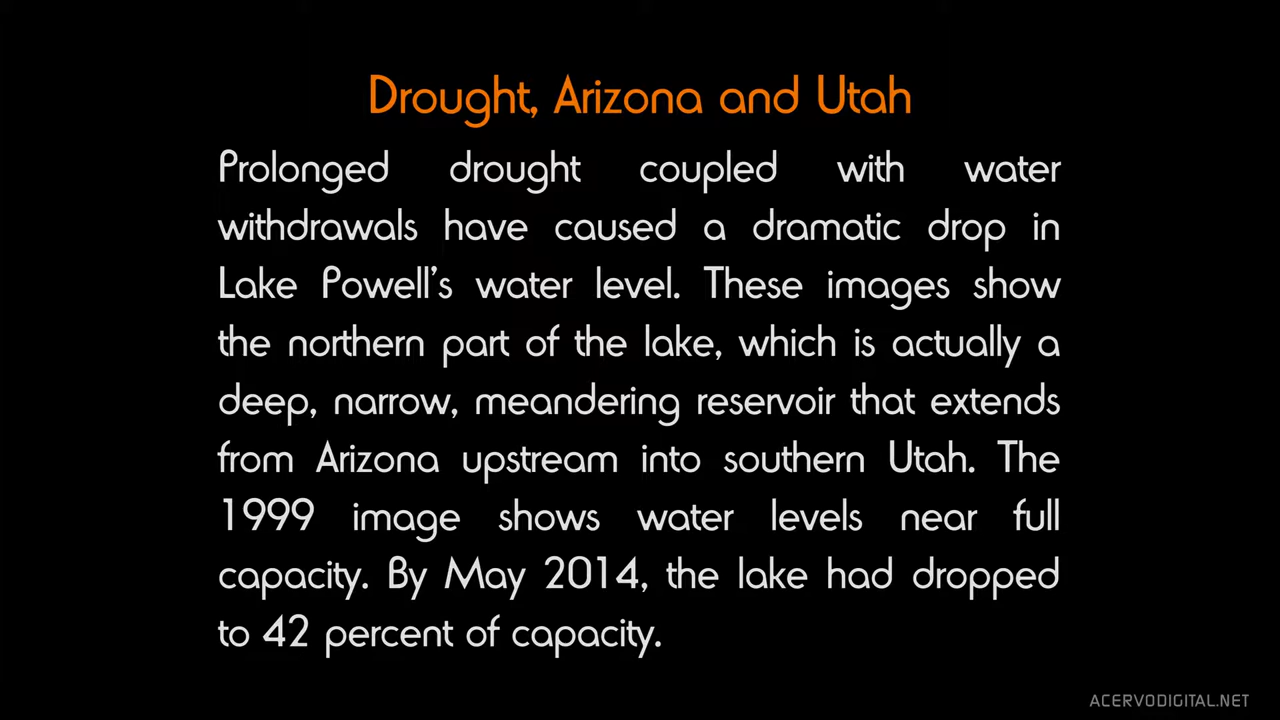 Drought, Arizona and Utah
Prolonged drought coupled with water
withdrawals have caused a dramatic drop in
Lake Powell’s water level. These images show
the northern part of the lake, which is actually a
deep, narrow, meandering reservoir that extends
from Arizona upstream into southern Utah. The
1999 image shows water levels near full
capacity. By May 2014, the lake had dropped
to 42 percent of capacity.
ACERVODIGITAL.NET